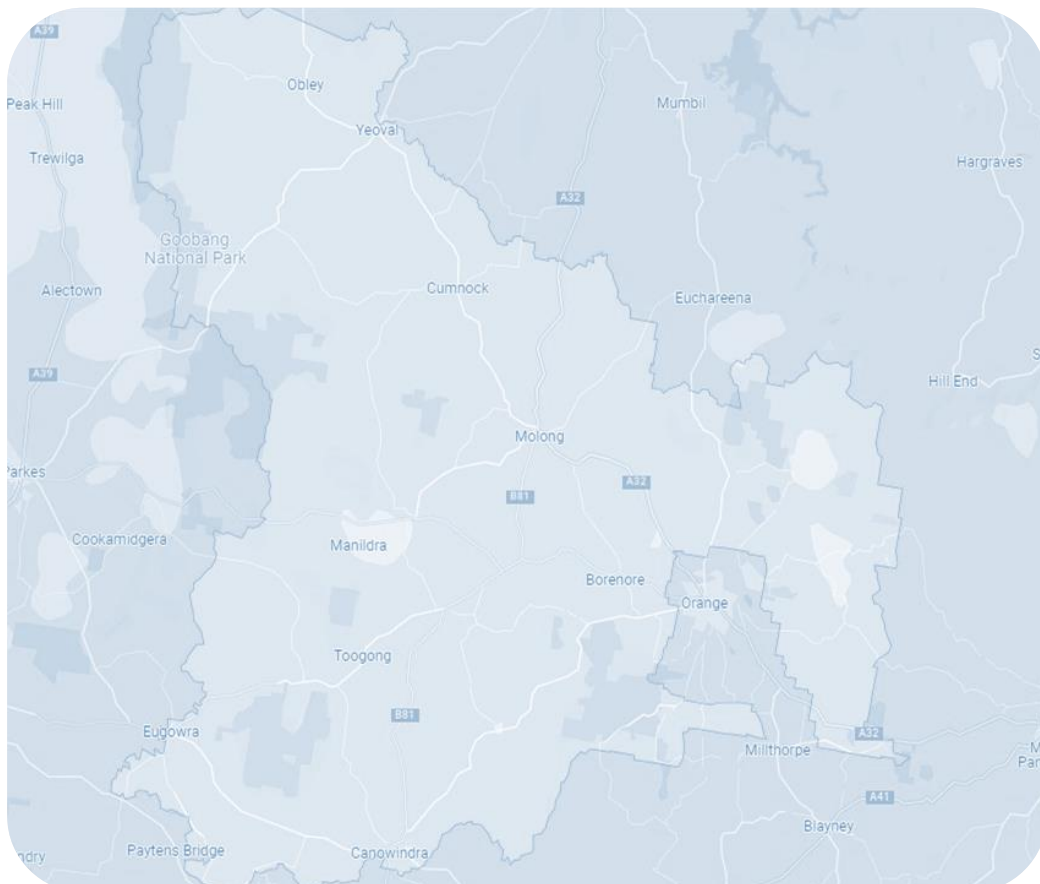 A39
Obley
Peak Hill
Mumbil
Yeoval
Trewilga
Hargraves
A32
Goobang
National Park
Alectown
Cumnock
Euchareena
A39
Hill End
Molong
Parkes
A32
B81
Cookamidgera
Manildra
Borenore
Orange
Toogong
B81
Eugowra
A32
Millthorpe
A41
Blayney
Paytens Bridge
Canowindra